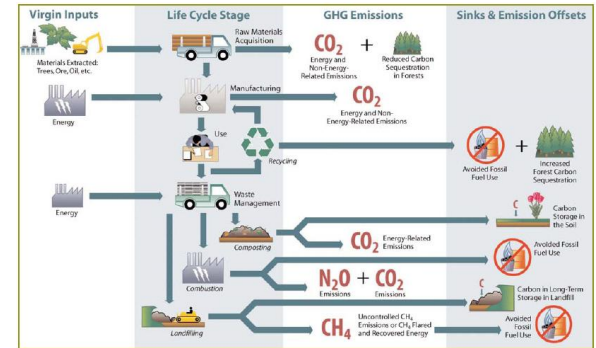 Virgin Inputs
Life Cycle Stage
GHG Emissions
Sinks & Emission Offsets
Materials Extracted:
Trees, Ore, Oil, etc.
Raw Materials
Acquisition
CO2
Energy and
Non-Energy-
Related Emissions
+
Reduced Carbon
Sequestration
in Forests
Energy
Manufacturing
CO2
Energy and Non-
Energy-Related Emissions
Use
Recycling
Avoided Fossil
Fuel Use
+
Increased
Forest Carbon
Sequestration
Energy
Waste
Management
Composting
CO2
Energy-Related
Emissions
C
Carbon
Storage in
the Soil
Combustion
N2O + CO2
Emissions
Emissions
Avoided Fossil
Fuel Use
Landfilling
CH4
Uncontrolled CH4
Emissions or CH4 Flared
and Recovered Energy
C
Carbon in Long-Term
Storage in Landfill
Avoided
Fossil
Fuel Use